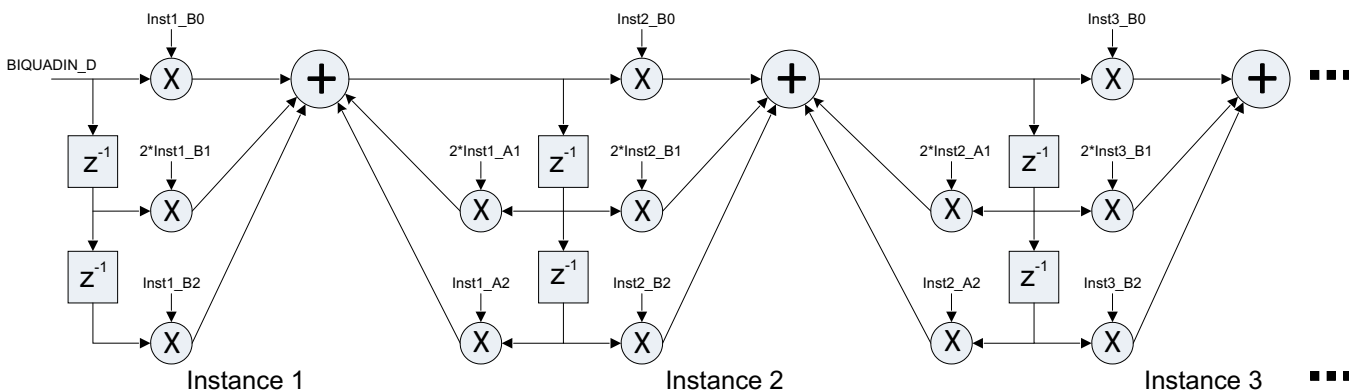 Inst1_B0
Inst2_B0
Inst3_B0
BIQUADIN_D
X
+
X
+
X
+
...
z-1
2*Inst1_B1
2*Inst1_A1
z-1
2*Inst2_B1
2*Inst2_A1
z-1
2*Inst3_B1
X
X
X
X
X
z-1
Inst1_B2
Inst1_A2
z-1
Inst2_B2
Inst2_A2
z-1
Inst3_B2
X
X
X
X
X
Instance 1
Instance 2
Instance 3
...